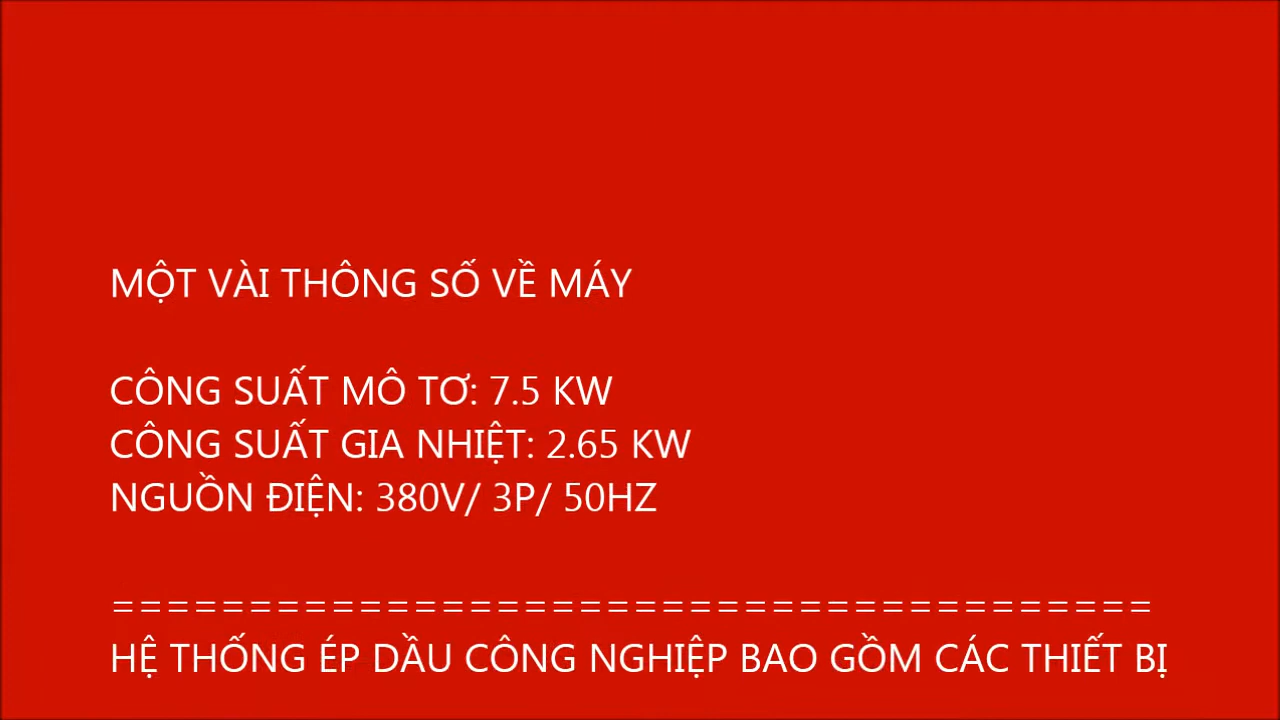 MỘT VÀI THÔNG SỐ VỀ MÁY
CÔNG SUẤT MÔ TƠ: 7.5 KW
CÔNG SUẤT GIA NHIỆT: 2.65 KW
NGUỒN ĐIỆN: 380V/ 3P/ 50HZ
======================================
HỆ THỐNG ÉP DẦU CÔNG NGHIỆP BAO GỒM CÁC THIẾT BỊ